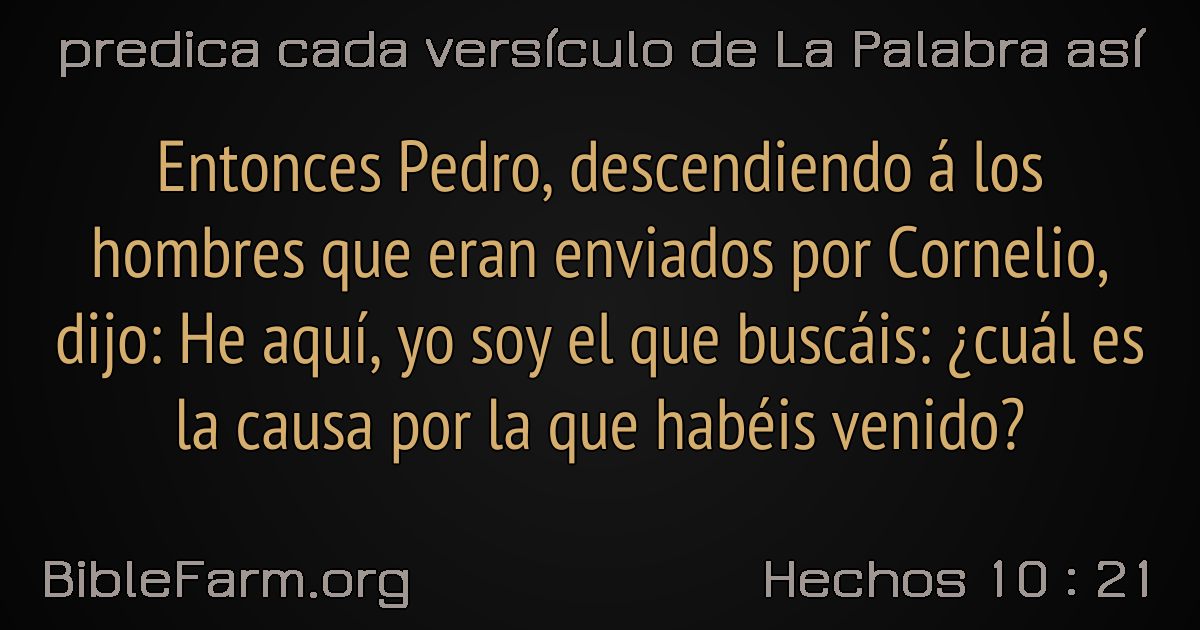 predica cada versículo de La Palabra así
Entonces Pedro, descendiendo á los
hombres que eran enviados por Cornelio,
dijo: He aquí, yo soy el que buscáis: ¿cuál es
la causa por la que habéis venido?
BibleFarm.org
Hechos 10 : 21